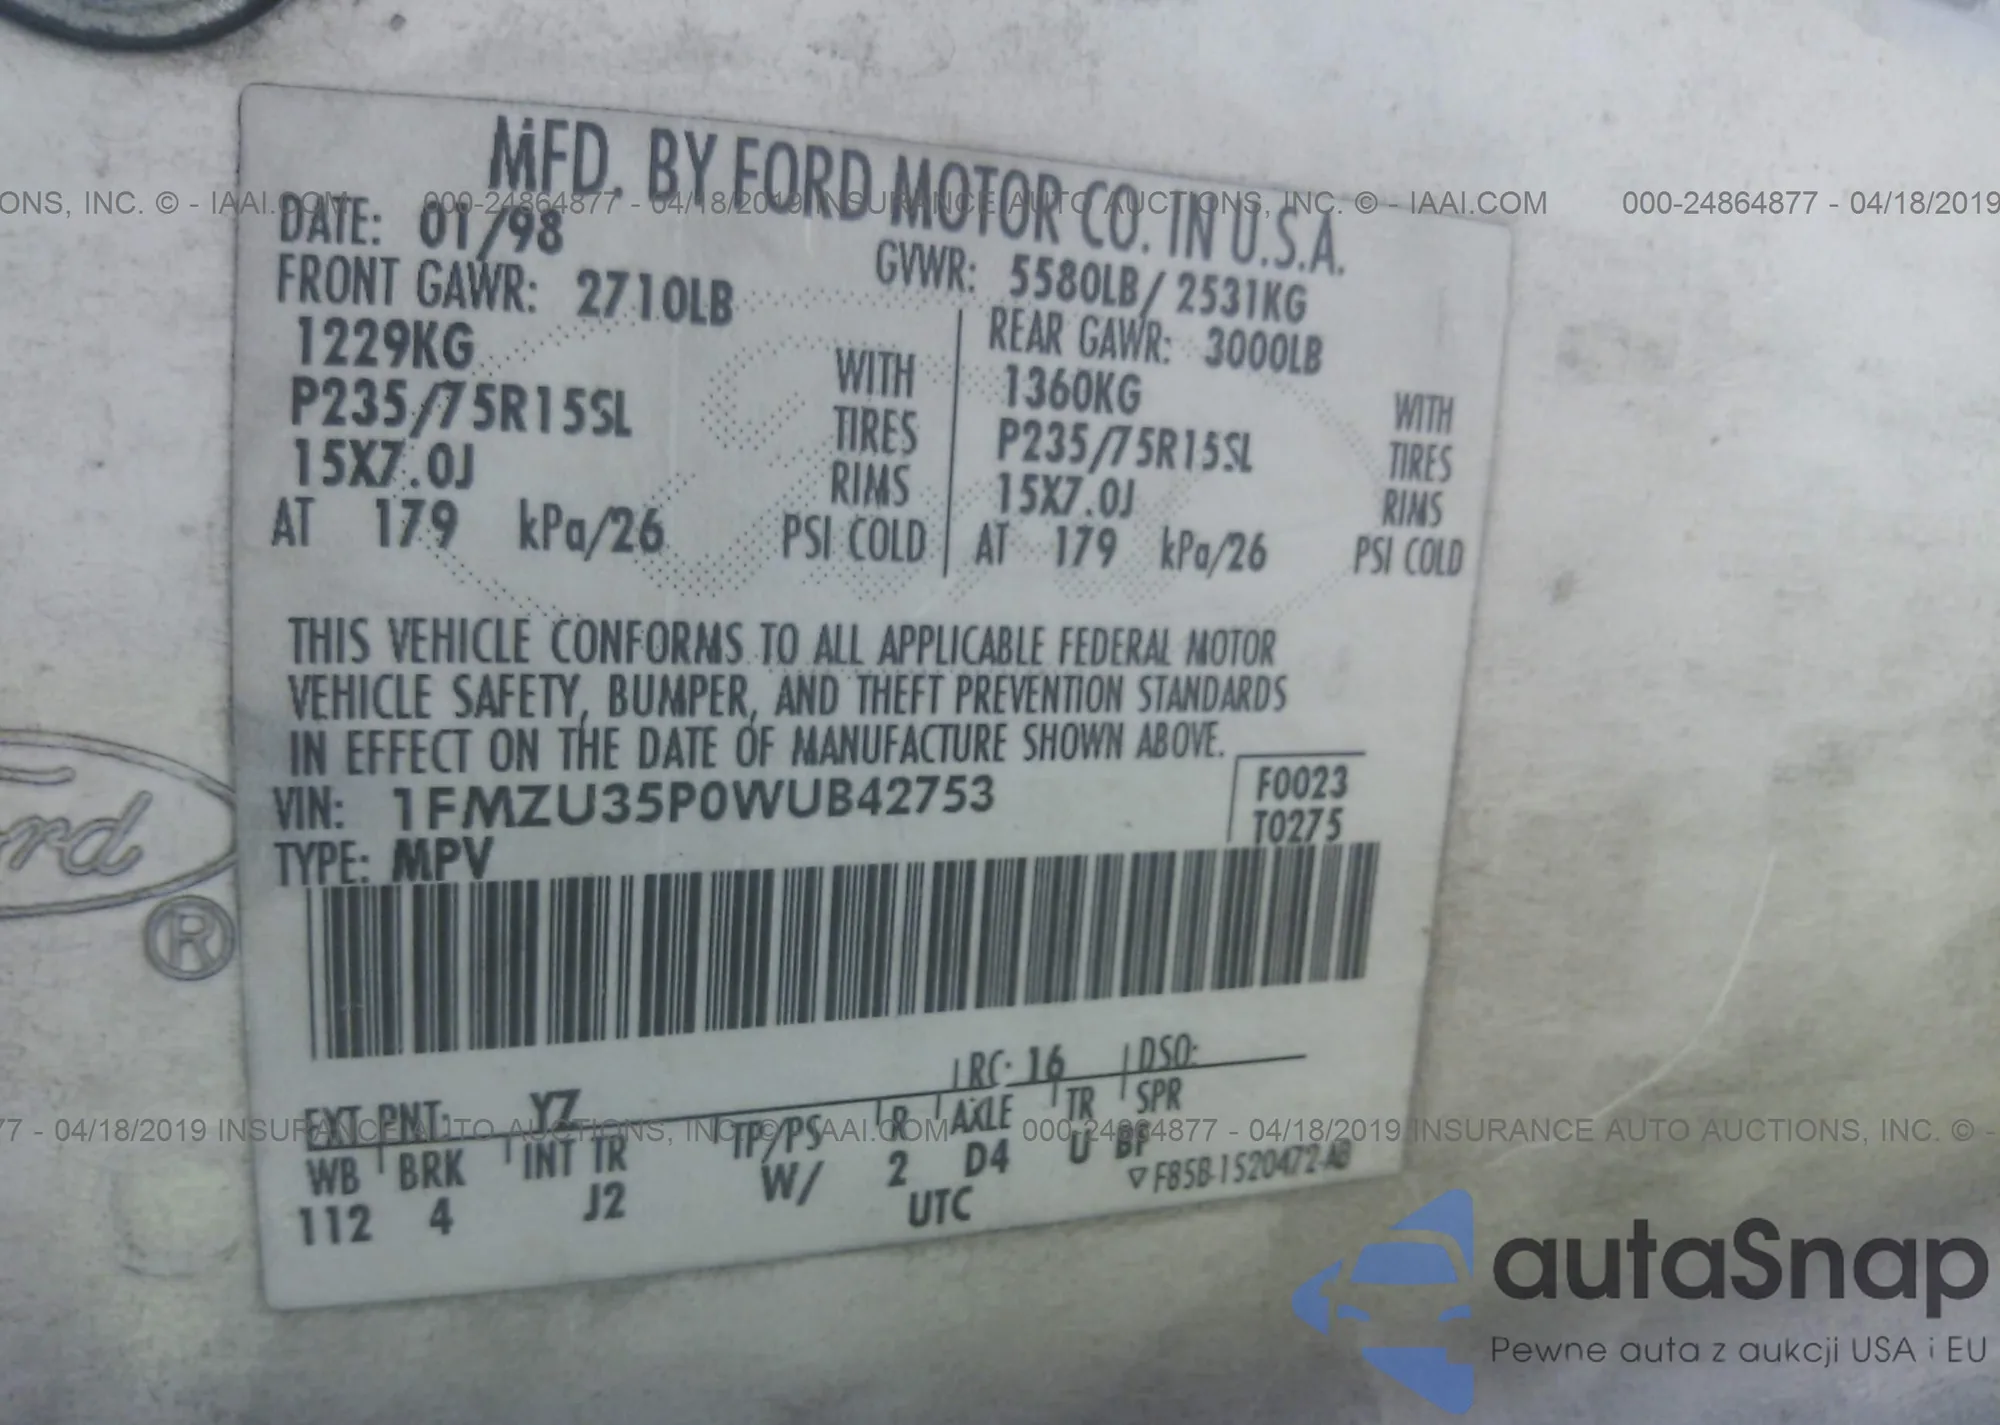 MFD. BY FORD MOTOR CO. IN U.S.A.
DATE: 01/98
GVWR: 5580LB/2531KG
FRONT GAWR: 2710LB
1229KG WITH
P235/75R15SL TIRES
15X7.0J RIMS
AT 179 kPa/26 PSI COLD
REAR GAWR: 3000LB
1360KG WITH
P235/75R15SL TIRES
15X7.0J RIMS
AT 179 kPa/26 PSI COLD
THIS VEHICLE CONFORMS TO ALL APPLICABLE FEDERAL MOTOR
VEHICLE SAFETY, BUMPER, AND THEFT PREVENTION STANDARDS
IN EFFECT ON THE DATE OF MANUFACTURE SHOWN ABOVE.
VIN: 1FMZU35P0WUB42753
F0023
T0275
TYPE: MPV
EXT PNT: YZ RC: 16 DSO:
WB BRK INT TR TP/PS R AXLE TR SPR
112 4 J2 W/ 2 D4 U BP
UTC
▽F85B-1520472-AB
rd
®
ONS, INC. © - IAAI.COM 000-24864877 - 04/18/2019 INSURANCE AUTO AUCTIONS, INC. © - IAAI.COM 000-24864877 - 04/18/2019
77 - 04/18/2019 INSURANCE AUTO AUCTIONS, INC. © - IAAI.COM 000-24864877 - 04/18/2019 INSURANCE AUTO AUCTIONS, INC. © -
autaSnap
Pewne auta z aukcji USA i EU